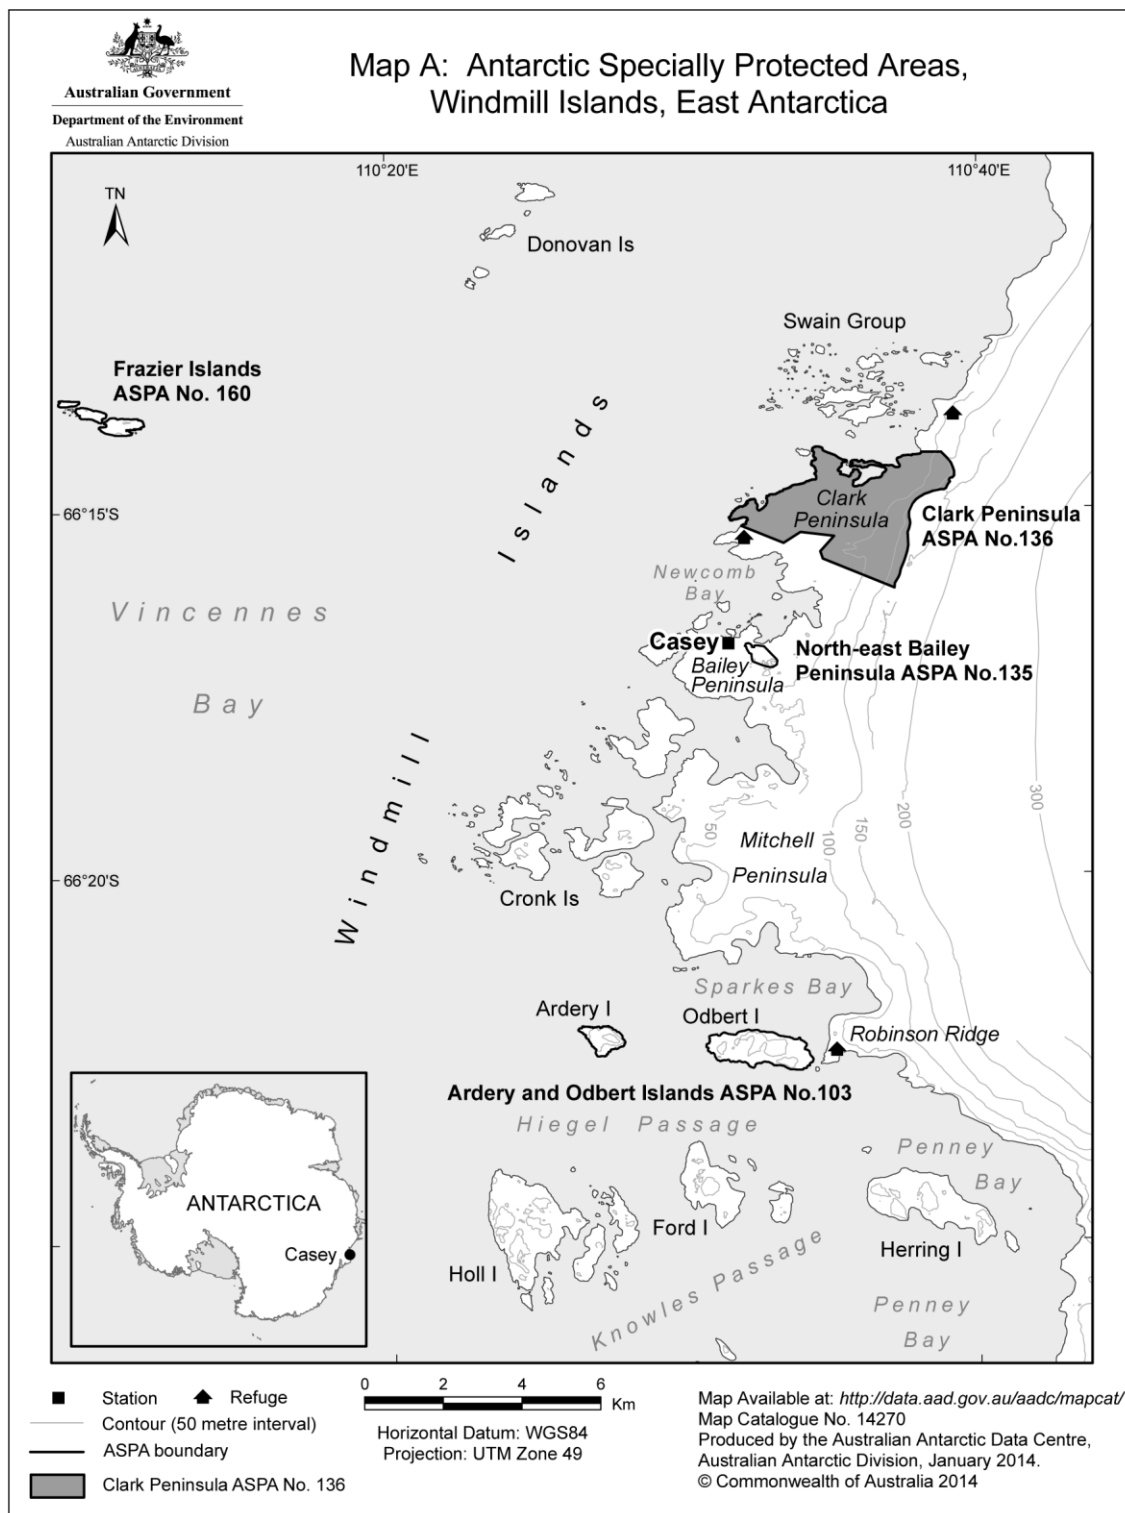 Australian Government
Department of the Environment
Australian Antarctic Division
Map A: Antarctic Specially Protected Areas,
Windmill Islands, East Antarctica
110°20'E
110°40'E
TN
Donovan Is
Swain Group
Frazier Islands
ASPA No. 160
Windmill Islands
66°15'S
Clark
Peninsula
Clark Peninsula
ASPA No.136
Newcomb
Bay
Vincennes
Bay
Casey
Bailey
Peninsula
North-east Bailey
Peninsula ASPA No.135
50
100
150
200
300
Mitchell
Peninsula
66°20'S
Cronk Is
Sparkes Bay
Ardery I
Odbert I
Robinson Ridge
Ardery and Odbert Islands ASPA No.103
Hiegel Passage
Penney
Bay
Ford I
Holl I
Herring I
Knowles Passage
Penney
Bay
ANTARCTICA
Casey
Station
Refuge
Contour (50 metre interval)
ASPA boundary
Clark Peninsula ASPA No. 136
0 2 4 6
Km
Horizontal Datum: WGS84
Projection: UTM Zone 49
Map Available at: http://data.aad.gov.au/aadc/mapcat/
Map Catalogue No. 14270
Produced by the Australian Antarctic Data Centre,
Australian Antarctic Division, January 2014.
© Commonwealth of Australia 2014